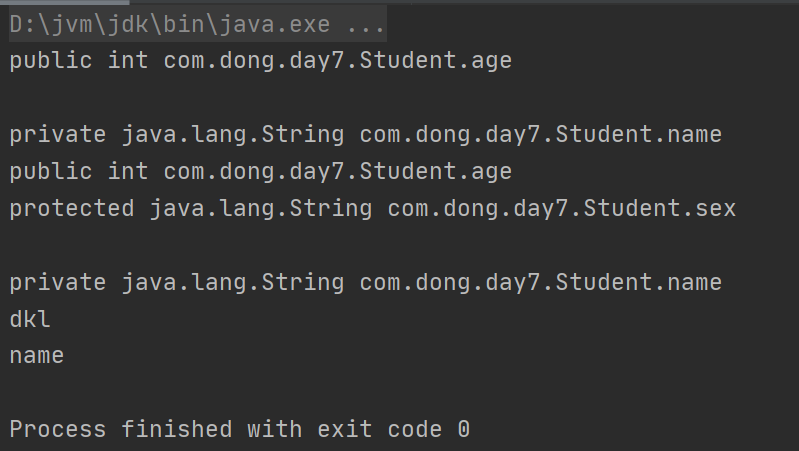 D:\jvm\jdk\bin\java.exe ...
public int com.dong.day7.Student.age
private java.lang.String com.dong.day7.Student.name
public int com.dong.day7.Student.age
protected java.lang.String com.dong.day7.Student.sex
private java.lang.String com.dong.day7.Student.name
dkl
name
Process finished with exit code 0